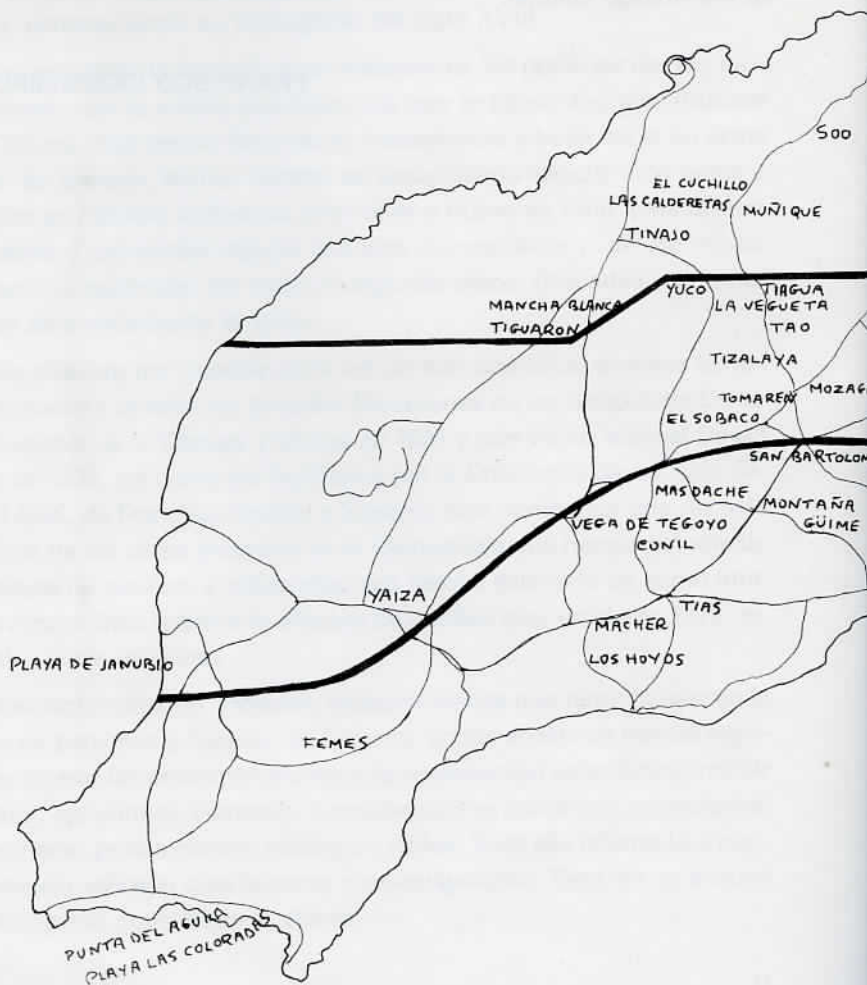 SOO
EL CUCHILLO
LAS CALDERETAS
MUÑIQUE
TINAJO
YUCO
TIAGUA
MANCHA BLANCA
LA VEGUETA
TIGUARON
TAO
TIZALAYA
TOMAREN
MOZAG
EL SOBACO
SAN BARTOLOM
MASDACHE
MONTAÑA
GÜIME
VEGA DE TEGOYO
CONIL
YAIZA
TIAS
MACHER
PLAYA DE JANUBIO
LOS HOYOS
FEMES
PUNTA DEL AGUILA
PLAYA LAS COLORADAS